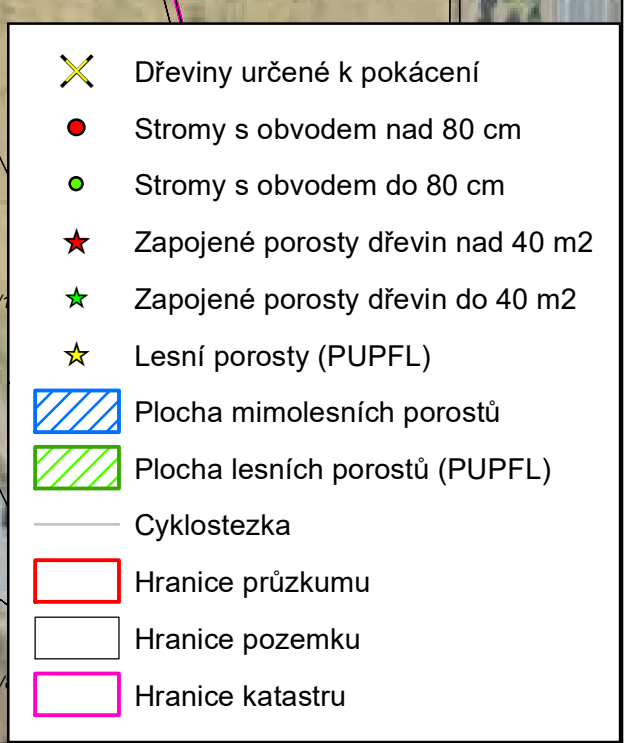 Dřeviny určené k pokácení
Stromy s obvodem nad 80 cm
Stromy s obvodem do 80 cm
Zapojené porosty dřevin nad 40 m2
Zapojené porosty dřevin do 40 m2
Lesní porosty (PUPFL)
Plocha mimolesních porostů
Plocha lesních porostů (PUPFL)
Cyklostezka
Hranice průzkumu
Hranice pozemku
Hranice katastru